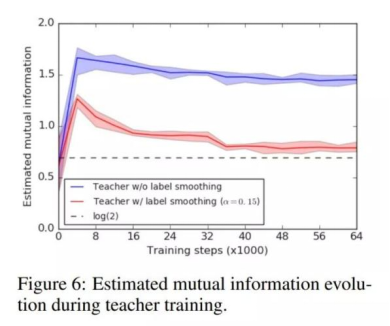 2.0
1.5
1.0
0.5
0.0
Estimated mutual information
Teacher w/o label smoothing
Teacher w/ label smoothing (α = 0.15)
log(2)
0 8 16 24 32 40 48 56 64
Training steps (x1000)
Figure 6: Estimated mutual information evolu-
tion during teacher training.